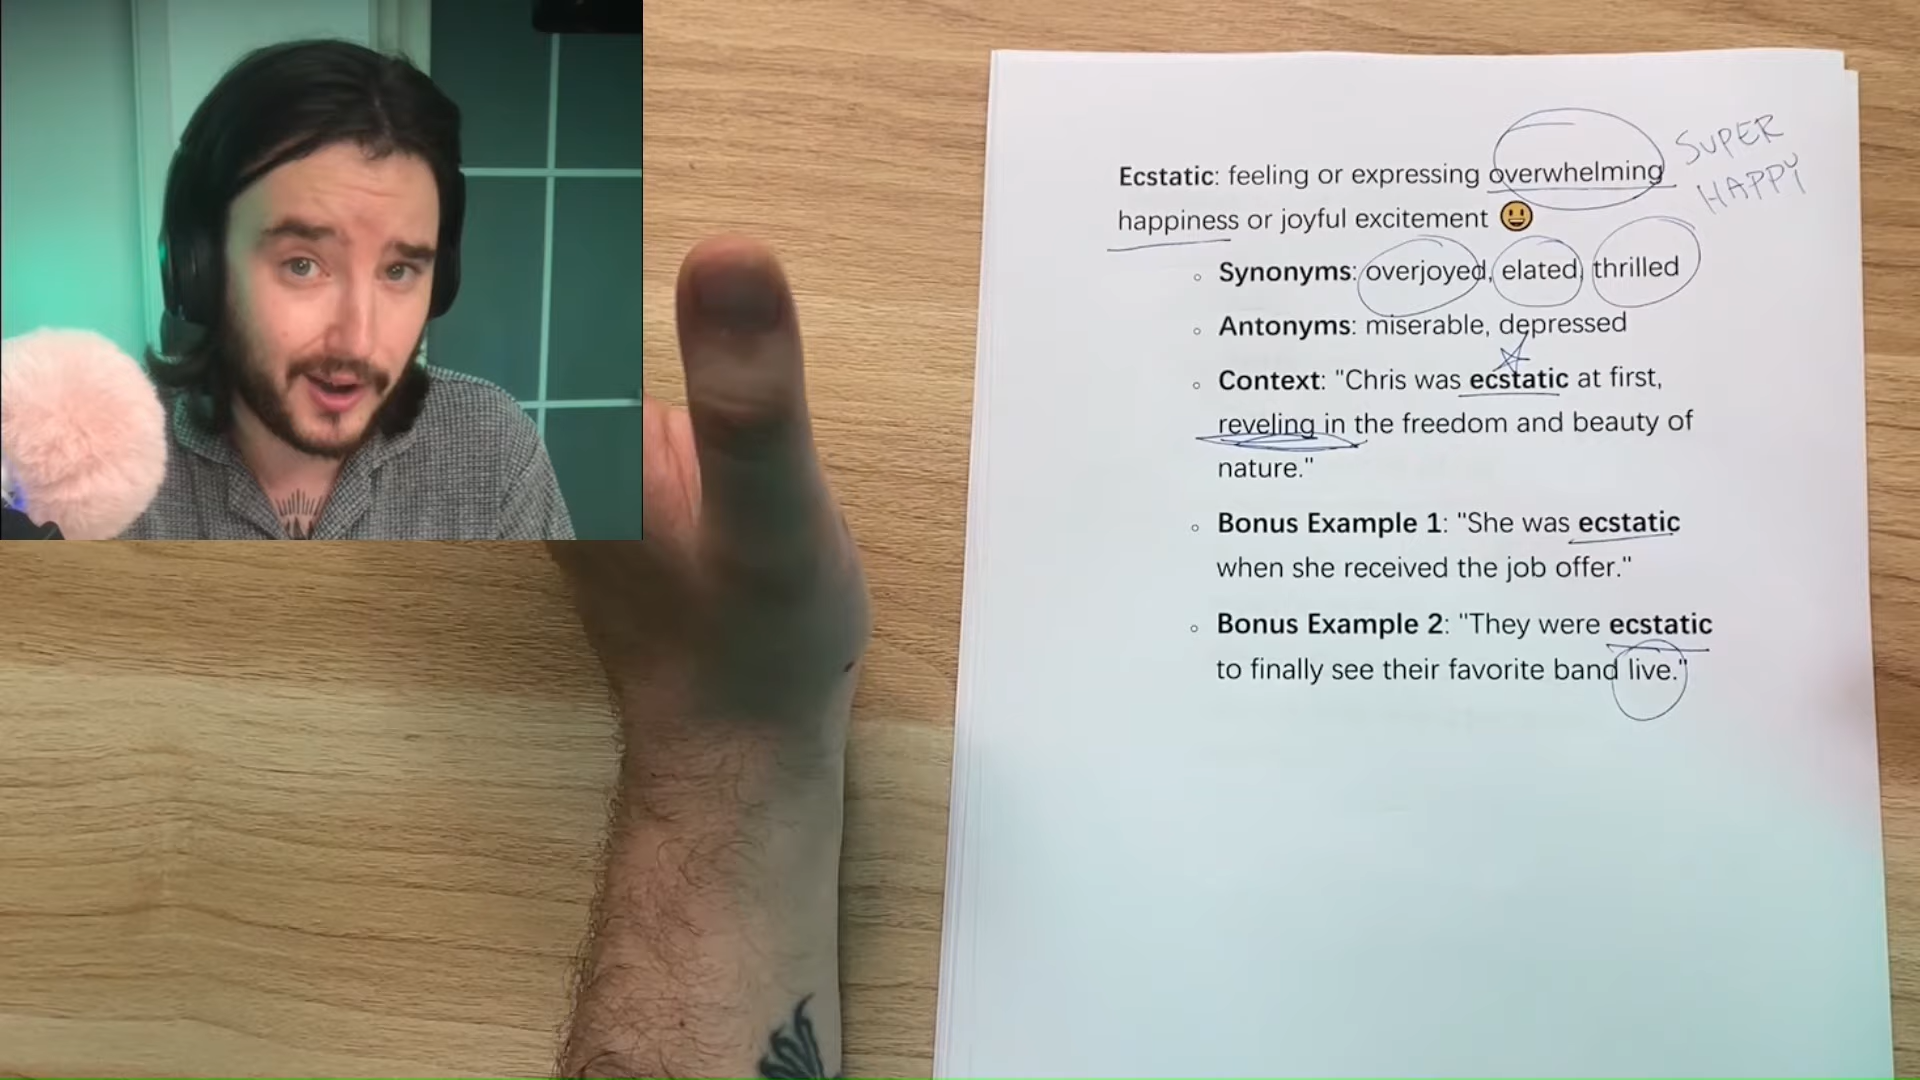 Ecstatic: feeling or expressing overwhelming
SUPER
HAPPY
happiness or joyful excitement 😀
◦ Synonyms: overjoyed, elated, thrilled
◦ Antonyms: miserable, depressed
◦ Context: "Chris was ecstatic at first,
reveling in the freedom and beauty of
nature."
◦ Bonus Example 1: "She was ecstatic
when she received the job offer."
◦ Bonus Example 2: "They were ecstatic
to finally see their favorite band live."